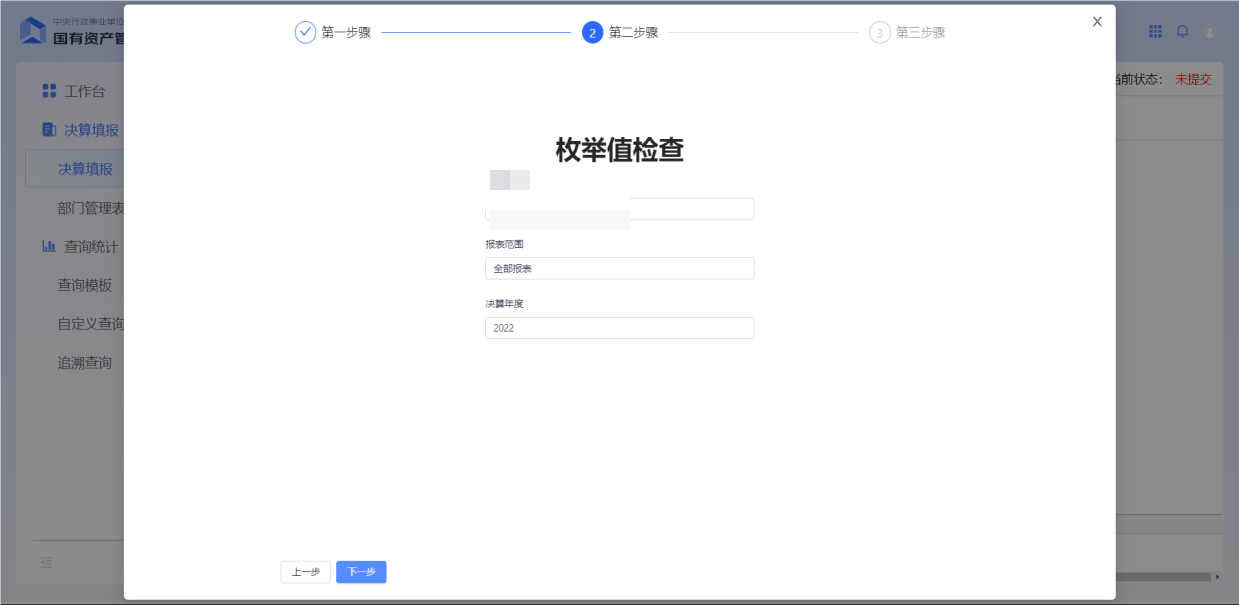 中央行政事业单位
国有资产管
第一步骤
2
第二步骤
3
第三步骤
X
工作台
决算填报
决算填报
部门管理表
查询统计
查询模板
自定义查询
追溯查询
当前状态：
未提交
枚举值检查
报表范围
全部报表
决算年度
2022
上一步
下一步